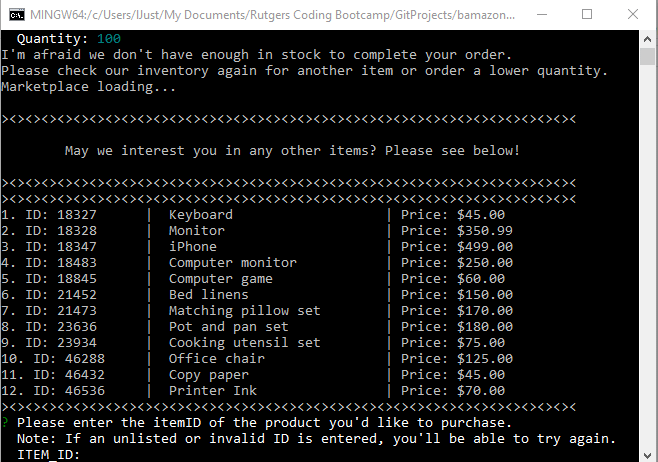 MINGW64:/c/Users/IJust/My Documents/Rutgers Coding Bootcamp/GitProjects/bamazon...
Quantity: 100
I'm afraid we don't have enough in stock to complete your order.
Please check our inventory again for another item or order a lower quantity.
Marketplace loading...
><><><><><><><><><><><><><><><><><><><><><><><><><><><><><><><><><><><><
May we interest you in any other items? Please see below!
><><><><><><><><><><><><><><><><><><><><><><><><><><><><><><><><><><><><
><><><><><><><><><><><><><><><><><><><><><><><><><><><><><><><><><><><><
1. ID: 18327 | Keyboard | Price: $45.00
2. ID: 18328 | Monitor | Price: $350.99
3. ID: 18347 | iPhone | Price: $499.00
4. ID: 18483 | Computer monitor | Price: $250.00
5. ID: 18845 | Computer game | Price: $60.00
6. ID: 21452 | Bed linens | Price: $150.00
7. ID: 21473 | Matching pillow set | Price: $170.00
8. ID: 23636 | Pot and pan set | Price: $180.00
9. ID: 23934 | Cooking utensil set | Price: $75.00
10. ID: 46288 | Office chair | Price: $125.00
11. ID: 46432 | Copy paper | Price: $45.00
12. ID: 46536 | Printer Ink | Price: $70.00
><><><><><><><><><><><><><><><><><><><><><><><><><><><><><><><><><><><><
? Please enter the itemID of the product you'd like to purchase.
Note: If an unlisted or invalid ID is entered, you'll be able to try again.
ITEM_ID: